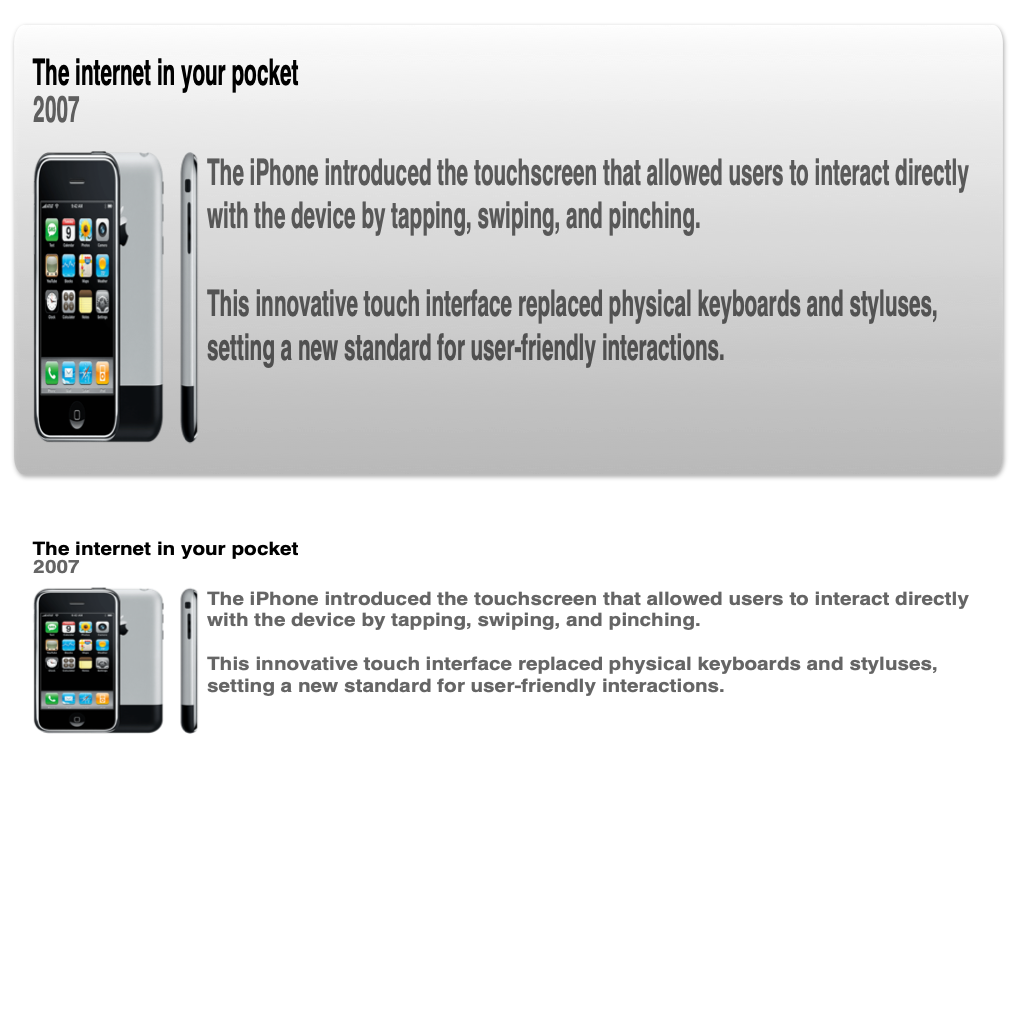 The internet in your pocket
2007
The iPhone introduced the touchscreen that allowed users to interact directly
with the device by tapping, swiping, and pinching.
This innovative touch interface replaced physical keyboards and styluses,
setting a new standard for user-friendly interactions.
The internet in your pocket
2007
The iPhone introduced the touchscreen that allowed users to interact directly
with the device by tapping, swiping, and pinching.
This innovative touch interface replaced physical keyboards and styluses,
setting a new standard for user-friendly interactions.